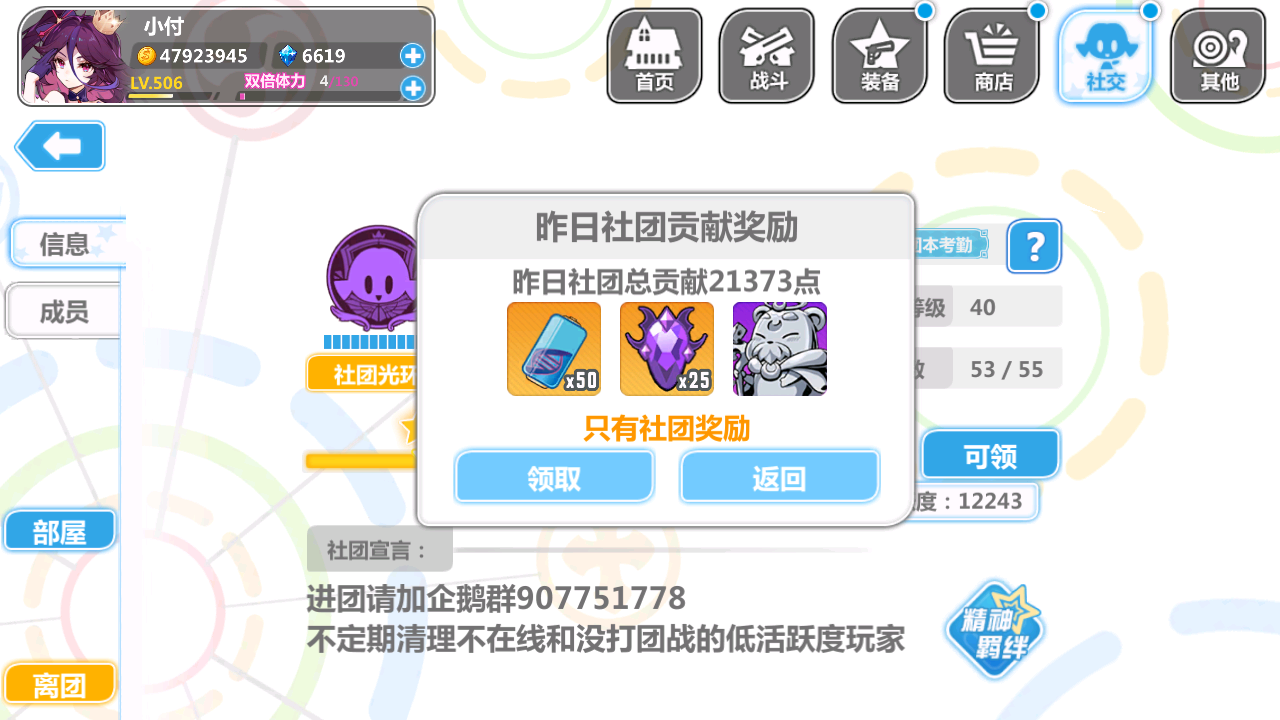 小付
47923945
6619
LV.506
双倍体力
首页
战斗
装备
商店
社交
其他
信息
成员
部屋
离团
社团光环
本考勤
?
等级 40
53 / 55
可领
度：12243
昨日社团贡献奖励
昨日社团总贡献21373点
x50
x25
只有社团奖励
领取
返回
社团宣言：
进团请加企鹅群907751778
不定期清理不在线和没打团战的低活跃度玩家
精神
羁绊